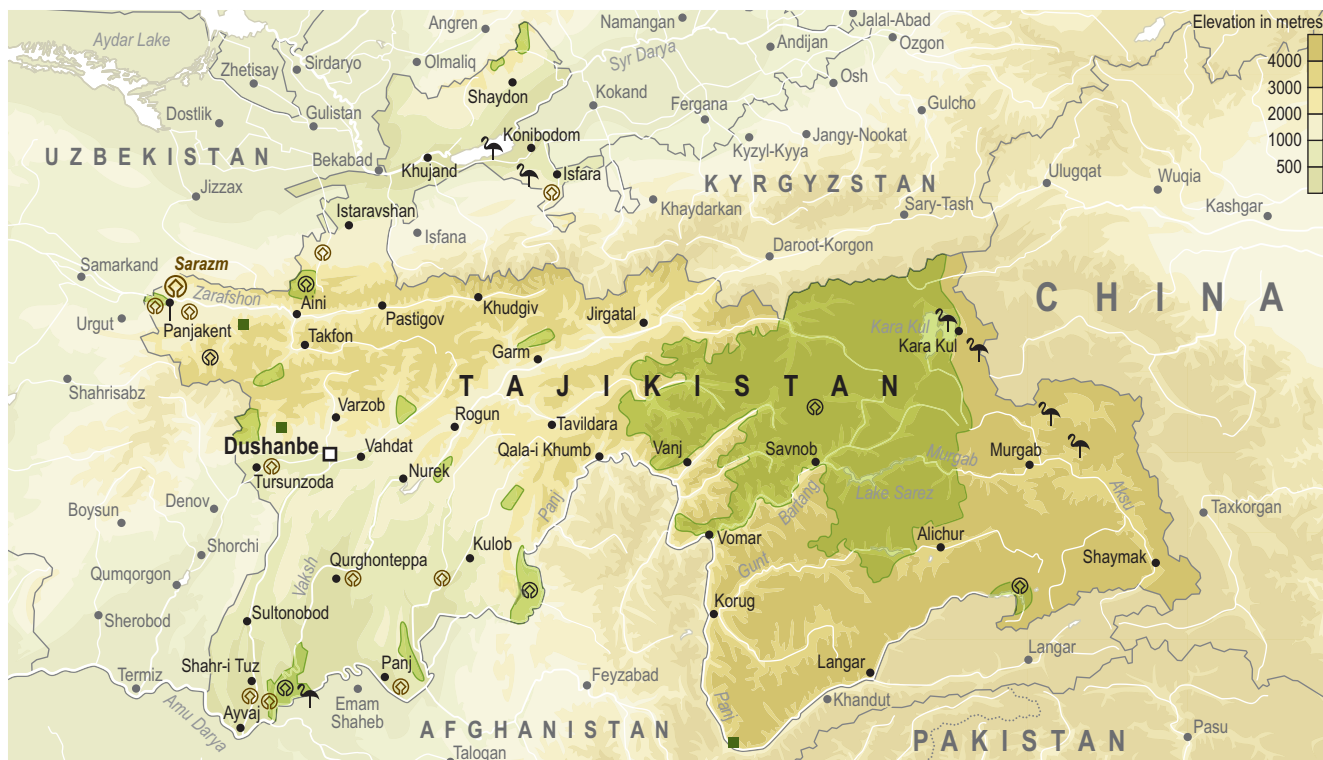 Elevation in metres
4000
3000
2000
1000
500
Aydar Lake
Angren
Namangan
Jalal-Abad
Ozgon
Andijan
Syr Darya
Zhetisay
Sirdaryo
Olmaliq
Osh
Shaydon
Kokand
Dostlik
Gulistan
Fergana
Gulcho
Konibodom
Jangy-Nookat
Kyzyl-Kyya
UZBEKISTAN
Bekabad
Khujand
Isfara
KYRGYZSTAN
Ulugqat
Wuqia
Jizzax
Khaydarkan
Sary-Tash
Kashgar
Istaravshan
Isfana
Daroot-Korgon
Samarkand
Sarazm
Zarafshon
CHINA
Urgut
Panjakent
Aini
Pastigov
Khudgiv
Jirgatal
Kara Kul
Kara Kul
Takfon
Garm
Shahrisabz
TAJIKISTAN
Varzob
Rogun
Tavildara
Dushanbe
Vahdat
Qala-i Khumb
Vanj
Savnob
Murgab
Murgab
Tursunzoda
Nurek
Lake Sarez
Aksu
Boysun
Denov
Panj
Bartang
Taxkorgan
Shorchi
Vomar
Alichur
Kulob
Qumqorgon
Qurghonteppa
Vaksh
Gunt
Shaymak
Sherobod
Sultonobod
Korug
Termiz
Shahr-i Tuz
Panj
Feyzabad
Langar
Langar
Amu Darya
Ayvaj
Emam
Shaheb
Panj
Khandut
AFGHANISTAN
PAKISTAN
Pasu
Talogan